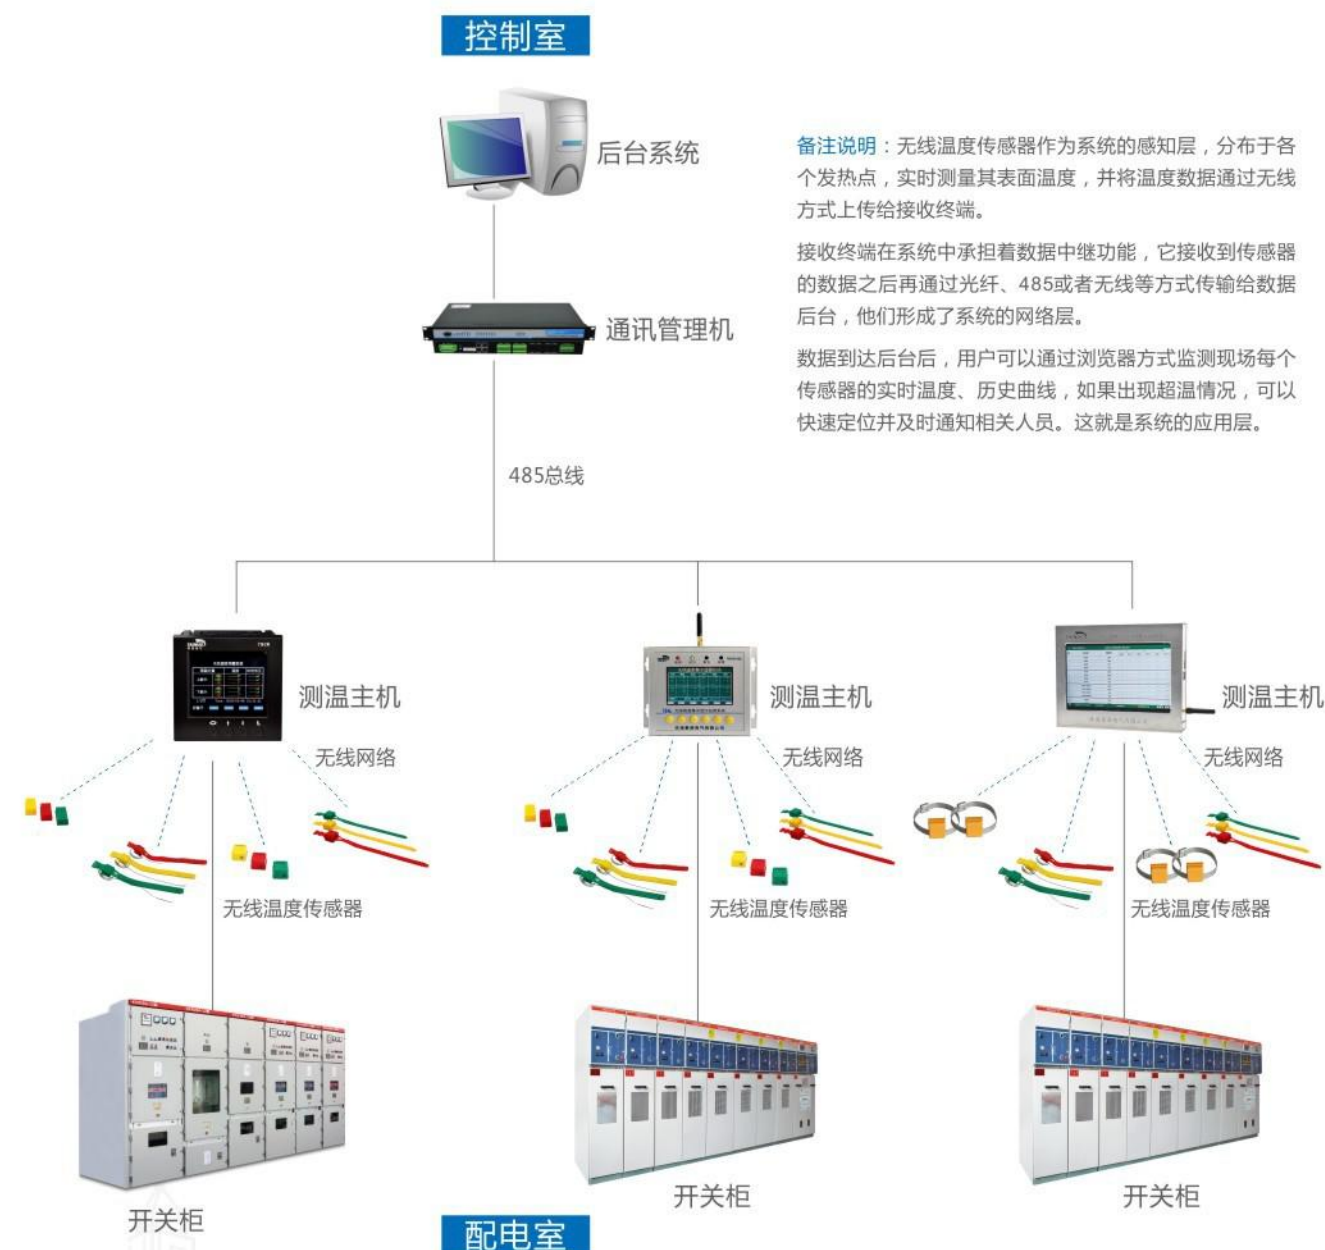 控制室
后台系统
备注说明：无线温度传感器作为系统的感知层，分布于各
个发热点，实时测量其表面温度，并将温度数据通过无线
方式上传给接收终端。
接收终端在系统中承担着数据中继功能，它接收到传感器
的数据之后再通过光纤、485或者无线等方式传输给数据
后台，他们形成了系统的网络层。
通讯管理机
数据到达后台后，用户可以通过浏览器方式监测现场每个
传感器的实时温度、历史曲线，如果出现超温情况，可以
快速定位并及时通知相关人员。这就是系统的应用层。
485总线
测温主机
测温主机
测温主机
无线网络
无线网络
无线网络
无线温度传感器
无线温度传感器
无线温度传感器
开关柜
开关柜
开关柜
配电室